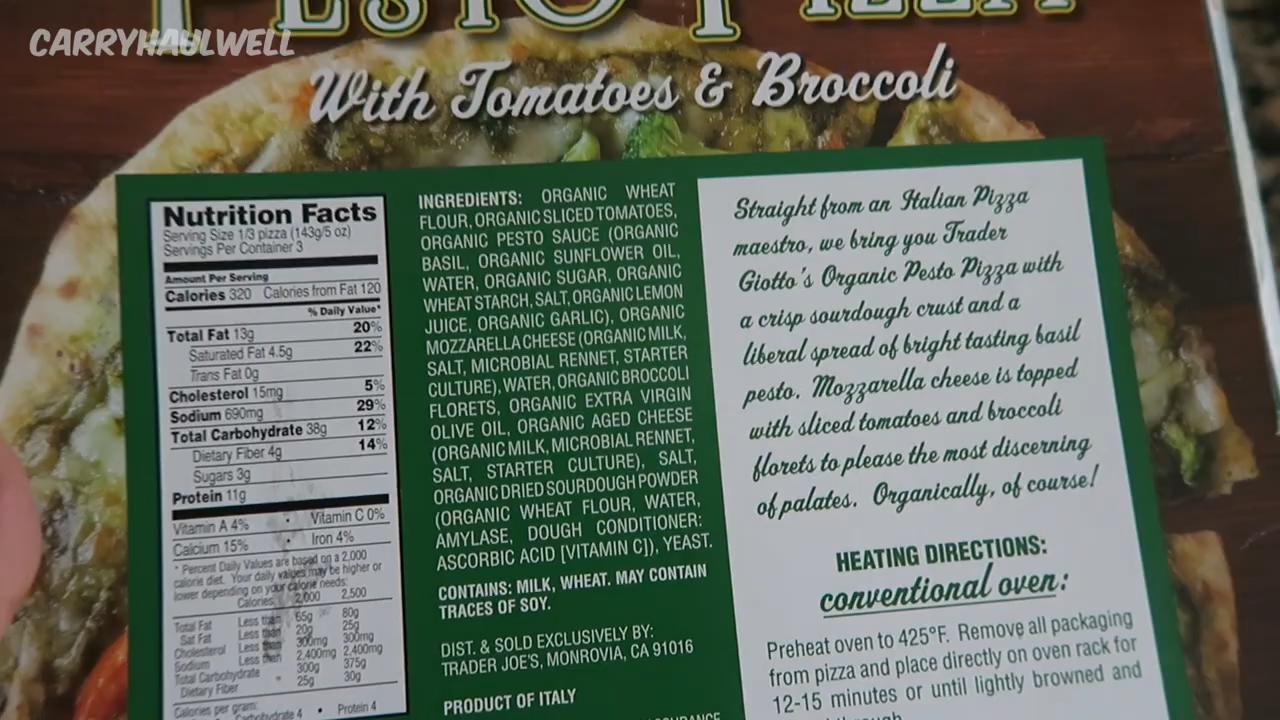 CARRYHAULWELL
PESTO PIZZA
With Tomatoes & Broccoli
Nutrition Facts
Serving Size 1/3 pizza (143g/5 oz)
Servings Per Container 3
Amount Per Serving
Calories 320 Calories from Fat 120
% Daily Value*
Total Fat 13g 20%
Saturated Fat 4.5g 22%
Trans Fat 0g
Cholesterol 15mg 5%
Sodium 690mg 29%
Total Carbohydrate 38g 12%
Dietary Fiber 4g 14%
Sugars 3g
Protein 11g
Vitamin A 4% • Vitamin C 0%
Calcium 15% • Iron 4%
* Percent Daily Values are based on a 2,000
calorie diet. Your daily values may be higher or
lower depending on your calorie needs:
Calories: 2,000 2,500
Total Fat Less than 65g 80g
Sat Fat Less than 20g 25g
Cholesterol Less than 300mg 300mg
Sodium Less than 2,400mg 2,400mg
Total Carbohydrate 300g 375g
Dietary Fiber 25g 30g
Calories per gram:
Carbohydrate 4 • Protein 4
INGREDIENTS: ORGANIC WHEAT
FLOUR, ORGANIC SLICED TOMATOES,
ORGANIC PESTO SAUCE (ORGANIC
BASIL, ORGANIC SUNFLOWER OIL,
WATER, ORGANIC SUGAR, ORGANIC
WHEAT STARCH, SALT, ORGANIC LEMON
JUICE, ORGANIC GARLIC), ORGANIC
MOZZARELLA CHEESE (ORGANIC MILK,
SALT, MICROBIAL RENNET, STARTER
CULTURE), WATER, ORGANIC BROCCOLI
FLORETS, ORGANIC EXTRA VIRGIN
OLIVE OIL, ORGANIC AGED CHEESE
(ORGANIC MILK, MICROBIAL RENNET,
SALT, STARTER CULTURE), SALT,
ORGANIC DRIED SOURDOUGH POWDER
(ORGANIC WHEAT FLOUR, WATER,
AMYLASE, DOUGH CONDITIONER:
ASCORBIC ACID [VITAMIN C]), YEAST.
CONTAINS: MILK, WHEAT. MAY CONTAIN
TRACES OF SOY.
DIST. & SOLD EXCLUSIVELY BY:
TRADER JOE'S, MONROVIA, CA 91016
PRODUCT OF ITALY
Straight from an Italian Pizza
maestro, we bring you Trader
Giotto's Organic Pesto Pizza with
a crisp sourdough crust and a
liberal spread of bright tasting basil
pesto. Mozzarella cheese is topped
with sliced tomatoes and broccoli
florets to please the most discerning
of palates. Organically, of course!
HEATING DIRECTIONS:
conventional oven:
Preheat oven to 425°F. Remove all packaging
from pizza and place directly on oven rack for
12-15 minutes or until lightly browned and